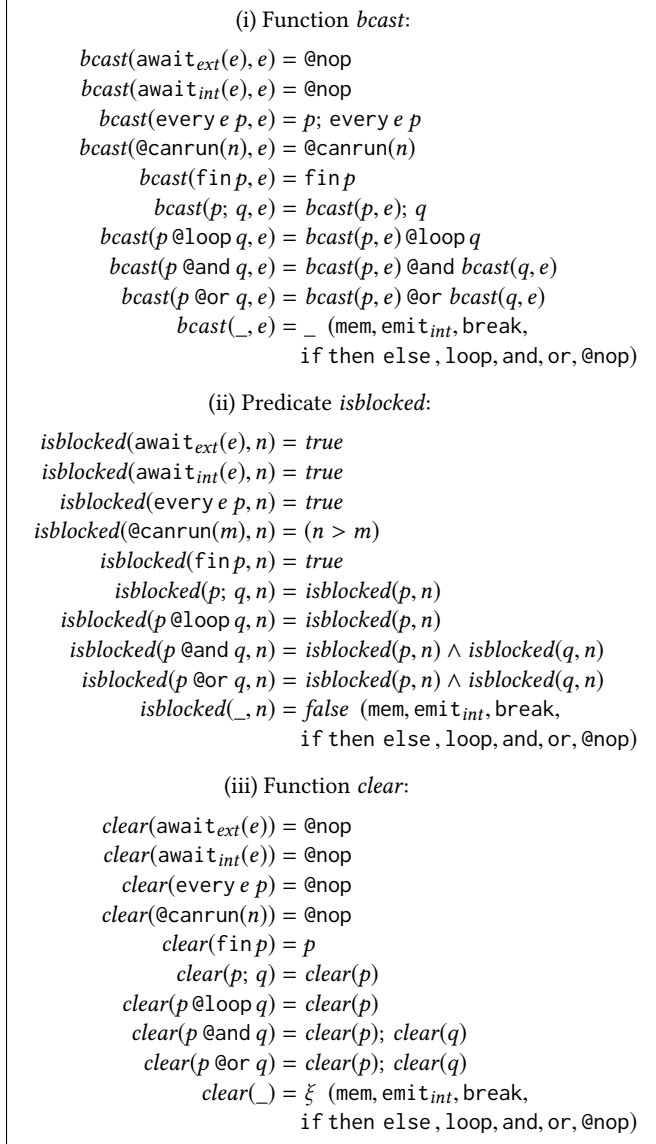 (i) Function bcast:
bcast(await_ext(e), e) = @nop
bcast(await_int(e), e) = @nop
bcast(every e p, e) = p; every e p
bcast(@canrun(n), e) = @canrun(n)
bcast(fin p, e) = fin p
bcast(p; q, e) = bcast(p, e); q
bcast(p @loop q, e) = bcast(p, e) @loop q
bcast(p @and q, e) = bcast(p, e) @and bcast(q, e)
bcast(p @or q, e) = bcast(p, e) @or bcast(q, e)
bcast(_, e) = _ (mem, emit_int, break,
if then else , loop, and, or, @nop)
(ii) Predicate isblocked:
isblocked(await_ext(e), n) = true
isblocked(await_int(e), n) = true
isblocked(every e p, n) = true
isblocked(@canrun(m), n) = (n > m)
isblocked(fin p, n) = true
isblocked(p; q, n) = isblocked(p, n)
isblocked(p @loop q, n) = isblocked(p, n)
isblocked(p @and q, n) = isblocked(p, n) ∧ isblocked(q, n)
isblocked(p @or q, n) = isblocked(p, n) ∧ isblocked(q, n)
isblocked(_, n) = false (mem, emit_int, break,
if then else , loop, and, or, @nop)
(iii) Function clear:
clear(await_ext(e)) = @nop
clear(await_int(e)) = @nop
clear(every e p) = @nop
clear(@canrun(n)) = @nop
clear(fin p) = p
clear(p; q) = clear(p)
clear(p @loop q) = clear(p)
clear(p @and q) = clear(p); clear(q)
clear(p @or q) = clear(p); clear(q)
clear(_) = ξ (mem, emit_int, break,
if then else , loop, and, or, @nop)